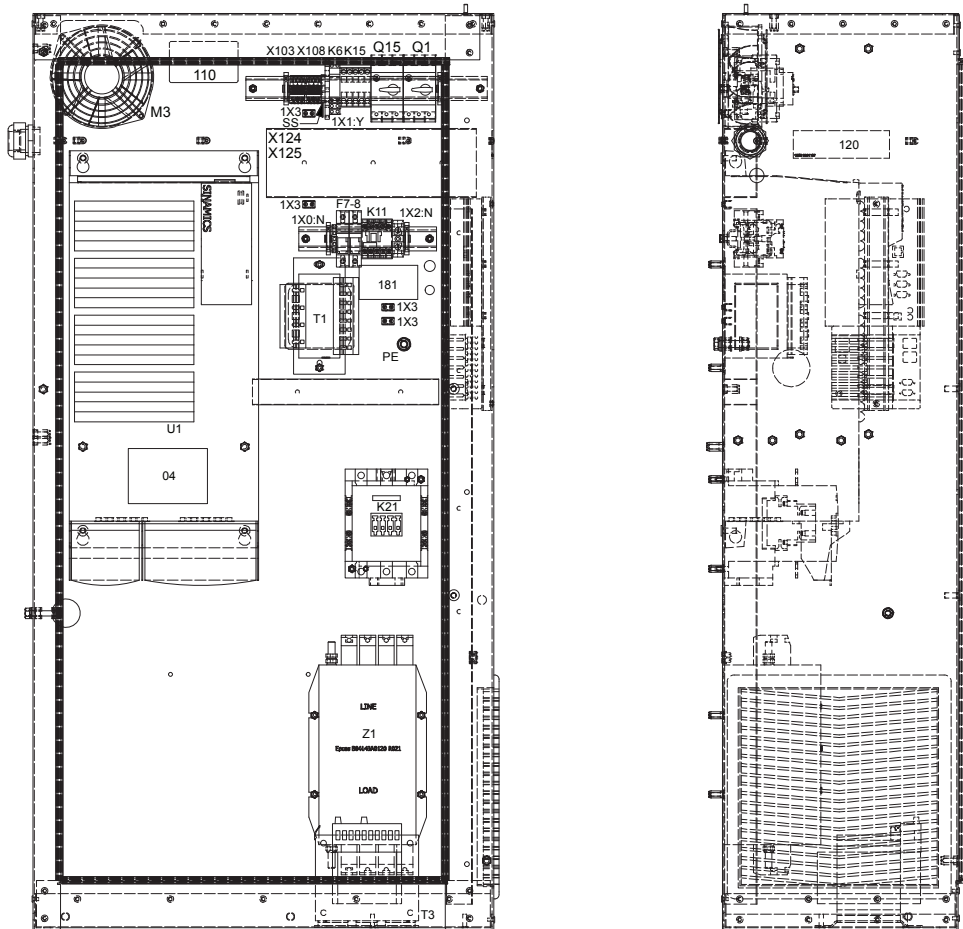 X103 X108 K6 K15 Q15 Q1
110
M3
1X3
SS
1X1:Y
X124
X125
120
SINAMICS
1X3
F7-8
K11
1X2:N
1X0:N
181
1X3
T1
1X3
PE
U1
04
K21
LINE
Z1
LOAD
C
C
T3